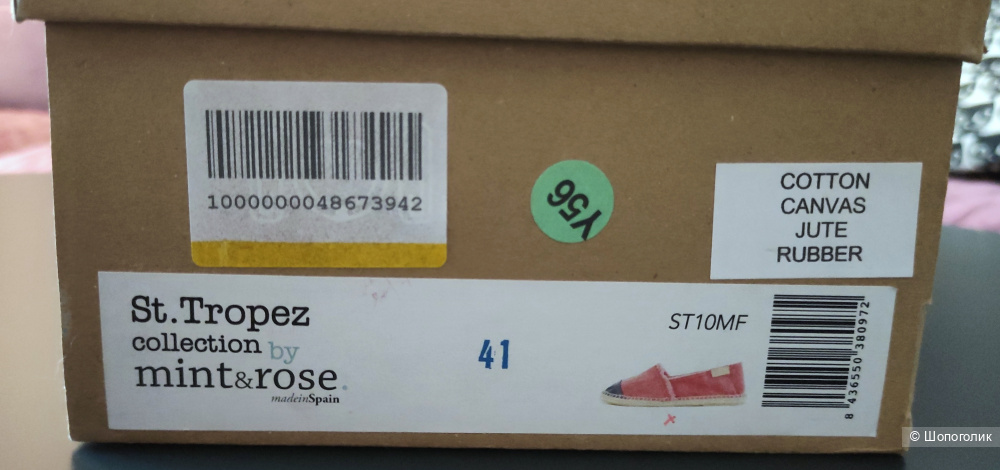 1000000048673942
Y56
COTTON
CANVAS
JUTE
RUBBER
St.Tropez
collection by
mint&rose.
madeinSpain
41
ST10MF
8 436550 380972
© Шопоголик